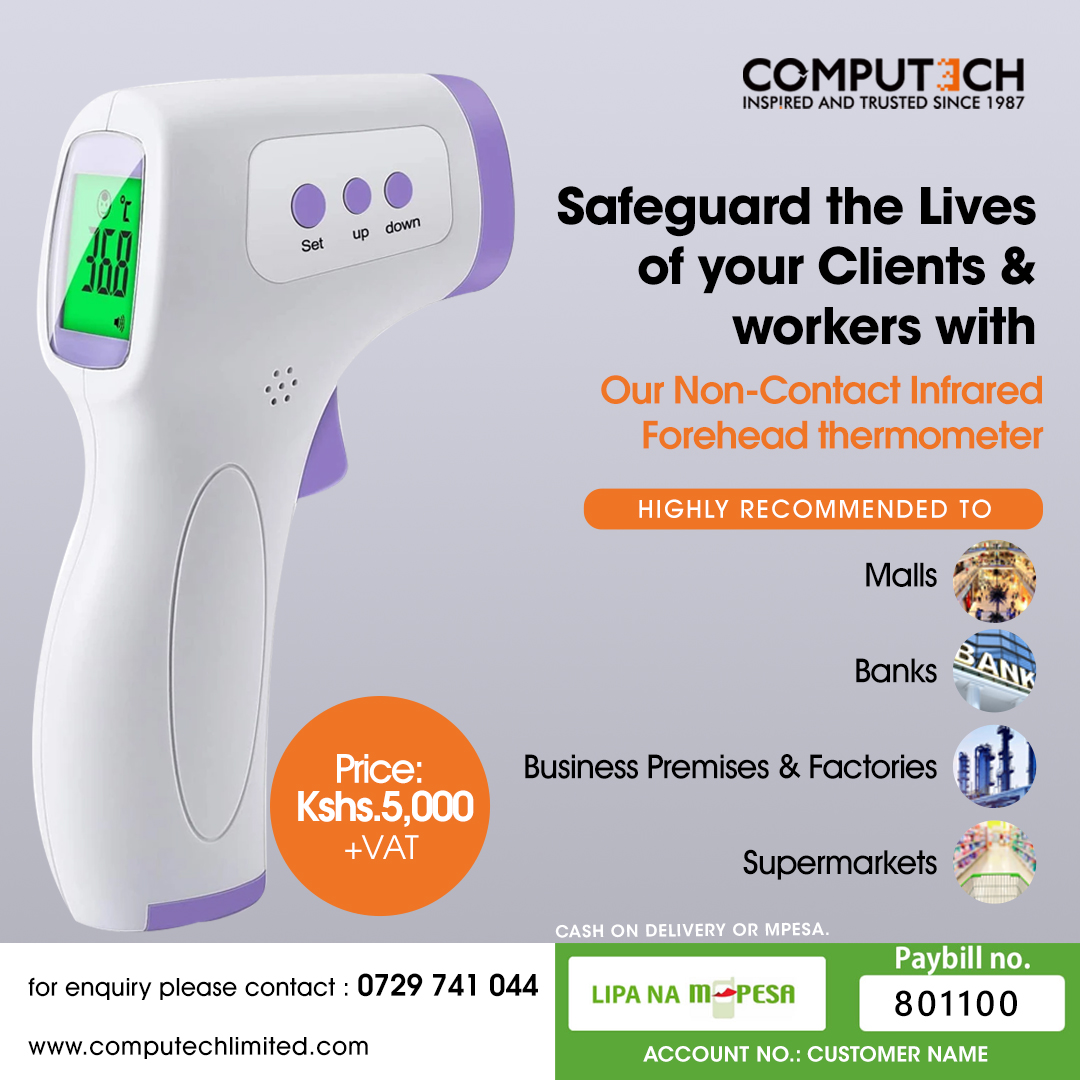 COMPUTECH
INSPIRED AND TRUSTED SINCE 1987
℃
36.8
Set up down
Safeguard the Lives
of your Clients &
workers with
Our Non-Contact Infrared
Forehead thermometer
HIGHLY RECOMMENDED TO
Malls
Banks
BANK
Business Premises & Factories
Supermarkets
Price:
Kshs.5,000
+VAT
CASH ON DELIVERY OR MPESA.
for enquiry please contact : 0729 741 044
www.computechlimited.com
LIPA NA M-PESA
Paybill no.
801100
ACCOUNT NO.: CUSTOMER NAME